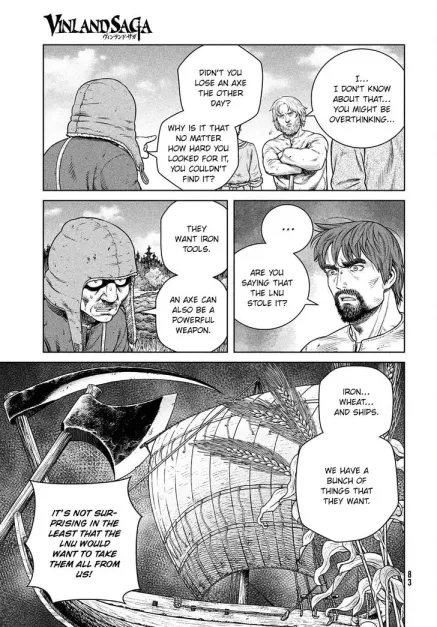 VINLAND SAGA
ヴィンランド・サガ
DIDN'T YOU
LOSE AN AXE
THE OTHER
DAY?
WHY IS IT THAT
NO MATTER
HOW HARD YOU
LOOKED FOR IT,
YOU COULDN'T
FIND IT?
I...
I DON'T KNOW
ABOUT THAT...
YOU MIGHT BE
OVERTHINKING...
THEY
WANT IRON
TOOLS.
AN AXE CAN
ALSO BE A
POWERFUL
WEAPON.
...
ARE YOU
SAYING THAT
THE LNU
STOLE IT?
IRON...
WHEAT...
AND SHIPS.
WE HAVE A
BUNCH OF
THINGS THAT
THEY WANT.
IT'S NOT SUR-
PRISING IN THE
LEAST THAT THE
LNU WOULD
WANT TO TAKE
THEM ALL FROM
US!
83